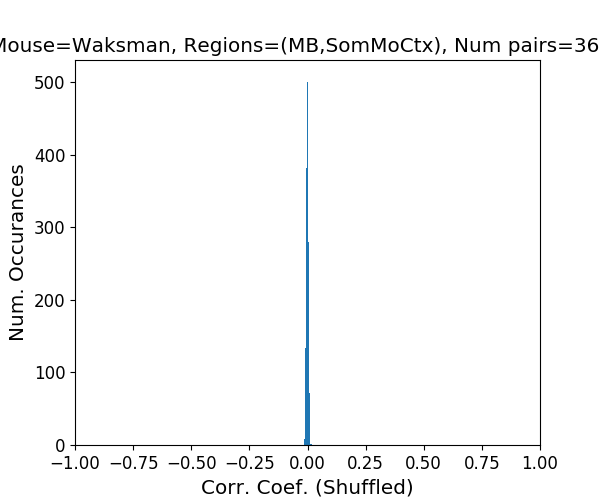 Mouse=Waksman, Regions=(MB,SomMoCtx), Num pairs=36
500
400
300
200
100
0
Num. Occurances
−1.00 −0.75 −0.50 −0.25 0.00 0.25 0.50 0.75 1.00
Corr. Coef. (Shuffled)